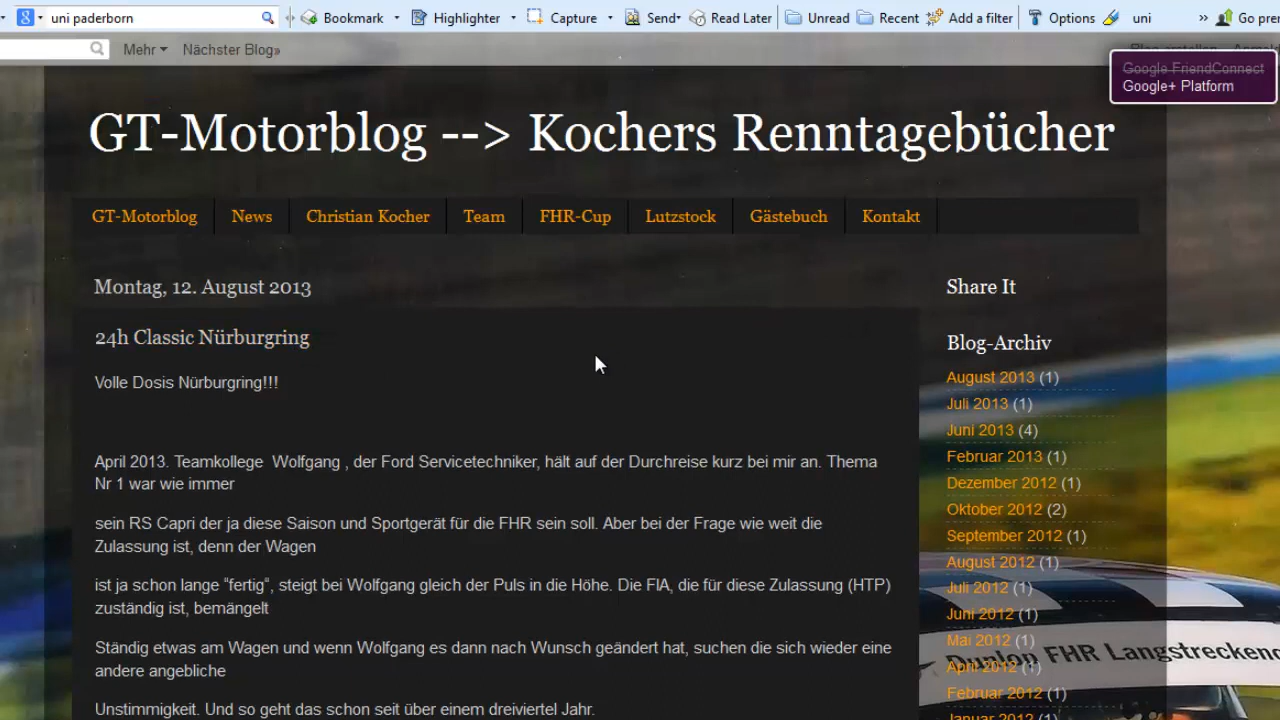 uni paderborn Bookmark Highlighter Capture Send Read Later Unread Recent Add a filter Options uni » Go
Mehr Nächster Blog»
Google FriendConnect
Google+ Platform
GT-Motorblog --> Kochers Renntagebücher
GT-Motorblog News Christian Kocher Team FHR-Cup Lutzstock Gästebuch Kontakt
Montag, 12. August 2013
24h Classic Nürburgring
Volle Dosis Nürburgring!!!
April 2013. Teamkollege Wolfgang , der Ford Servicetechniker, hält auf der Durchreise kurz bei mir an. Thema
Nr 1 war wie immer
sein RS Capri der ja diese Saison und Sportgerät für die FHR sein soll. Aber bei der Frage wie weit die
Zulassung ist, denn der Wagen
ist ja schon lange “fertig“, steigt bei Wolfgang gleich der Puls in die Höhe. Die FIA, die für diese Zulassung (HTP)
zuständig ist, bemängelt
Ständig etwas am Wagen und wenn Wolfgang es dann nach Wunsch geändert hat, suchen die sich wieder eine
andere angebliche
Unstimmigkeit. Und so geht das schon seit über einem dreiviertel Jahr.
Share It
Blog-Archiv
August 2013 (1)
Juli 2013 (1)
Juni 2013 (4)
Februar 2013 (1)
Dezember 2012 (1)
Oktober 2012 (2)
September 2012 (1)
August 2012 (1)
Juli 2012 (1)
Juni 2012 (1)
Mai 2012 (1)
April 2012 (1)
Februar 2012 (1)
Januar 2012 (1)
Dunlop FHR Langstreckenc